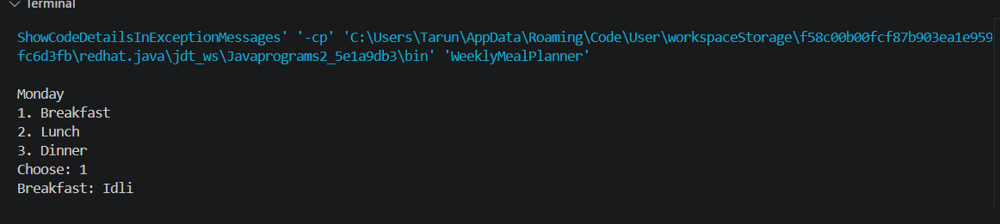 Terminal
ShowCodeDetailsInExceptionMessages' '-cp' 'C:\Users\Tarun\AppData\Roaming\Code\User\workspaceStorage\f58c00b00fcf87b903ea1e959
fc6d3fb\redhat.java\jdt_ws\Javaprograms2_5e1a9db3\bin' 'WeeklyMealPlanner'
Monday
1. Breakfast
2. Lunch
3. Dinner
Choose: 1
Breakfast: Idli